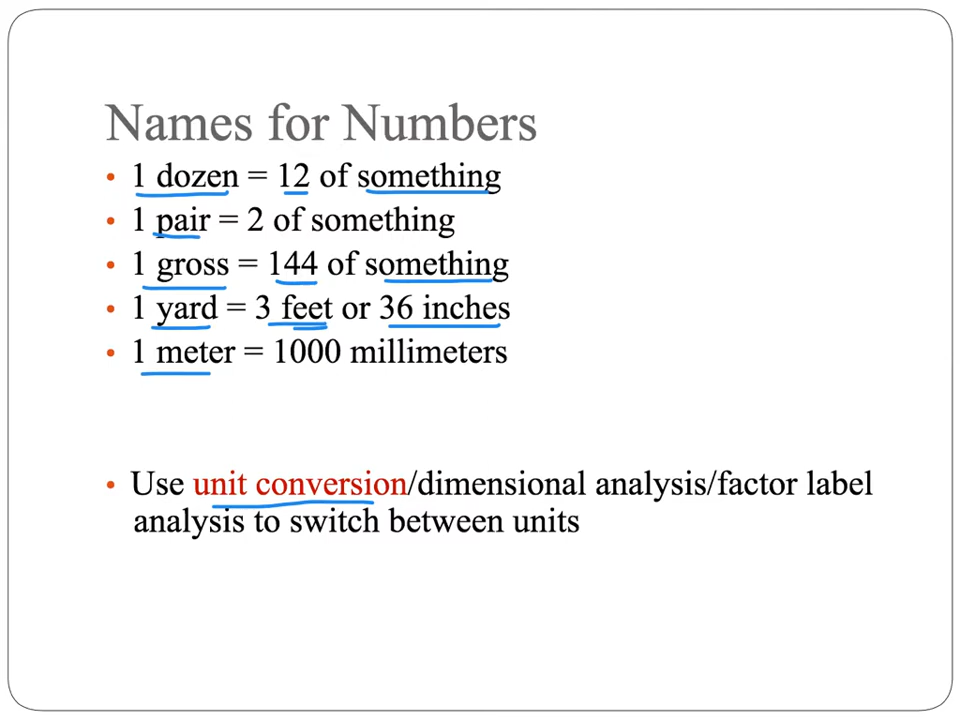 Names for Numbers
• 1 dozen = 12 of something
• 1 pair = 2 of something
• 1 gross = 144 of something
• 1 yard = 3 feet or 36 inches
• 1 meter = 1000 millimeters
• Use unit conversion/dimensional analysis/factor label
analysis to switch between units